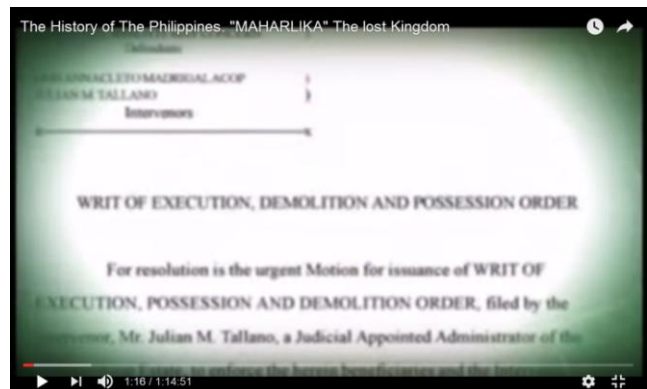 The History of The Philippines. "MAHARLIKA" The lost Kingdom
Defendants
ANNACLETO MADRIGAL ACOP
JULIAN M. TALLANO )
Intervenors
WRIT OF EXECUTION, DEMOLITION AND POSSESSION ORDER
For resolution is the urgent Motion for issuance of WRIT OF
EXECUTION, POSSESSION AND DEMOLITION ORDER, filed by the
Mr. Julian M. Tallano, a Judicial Appointed Administrator of the
to enforce the herein beneficiaries and the
1:16 / 1:14:51